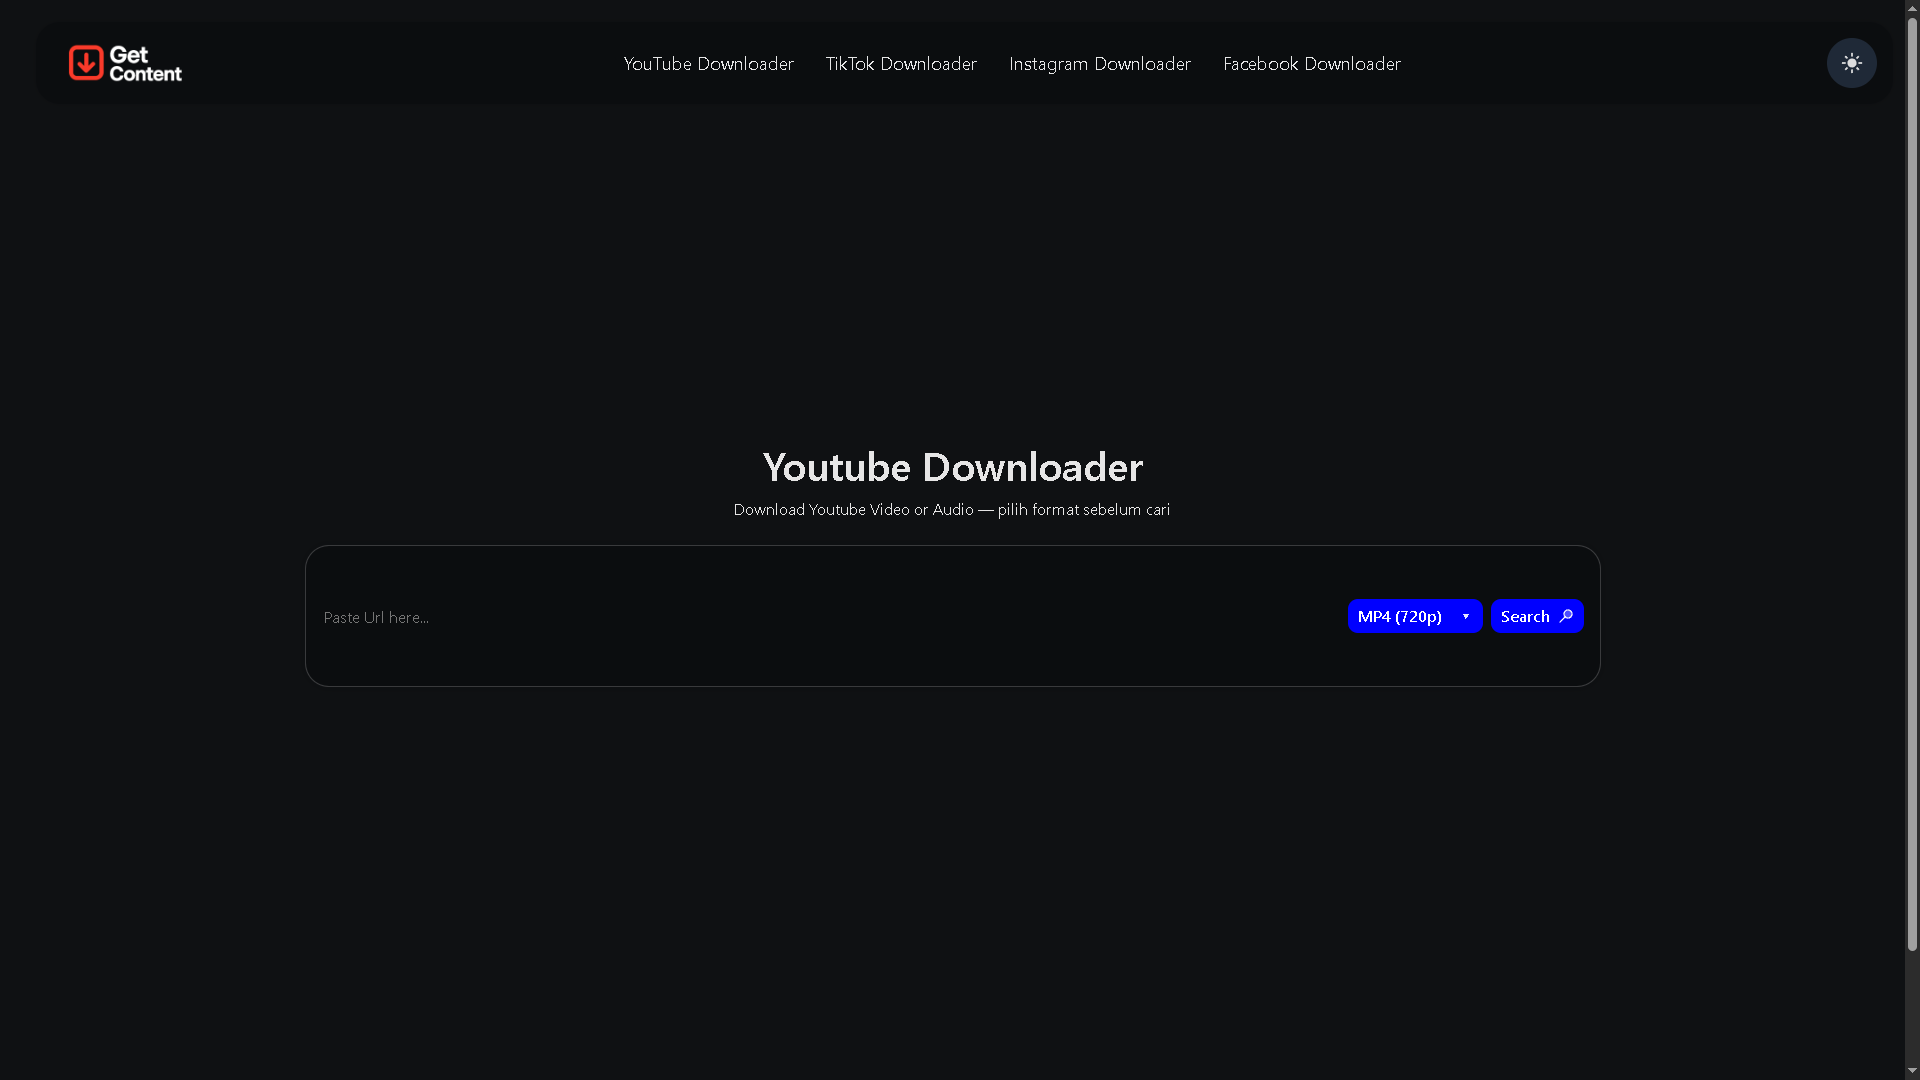 Get
Content
YouTube Downloader
TikTok Downloader
Instagram Downloader
Facebook Downloader
Youtube Downloader
Download Youtube Video or Audio — pilih format sebelum cari
Paste Url here...
MP4 (720p)
Search